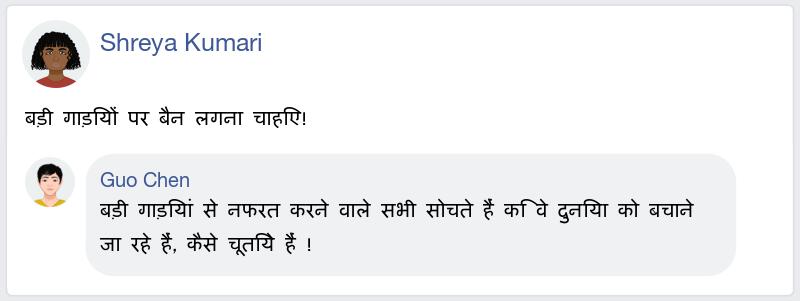 Shreya Kumari
बड़ी गाड़ियों पर बैन लगना चाहिए!
Guo Chen
बड़ी गाड़ियां से नफरत करने वाले सभी सोचते हैं कि वे दुनिया को बचाने
जा रहे हैं, कैसे चूतिये हैं !